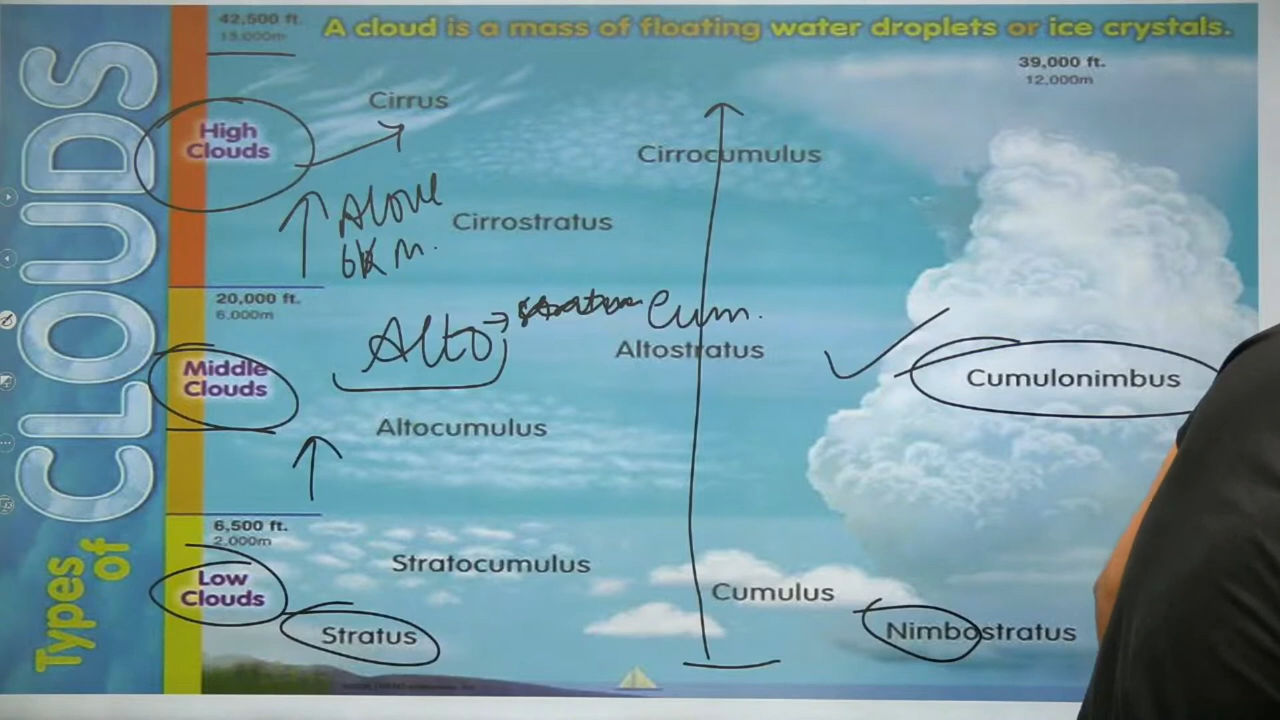 Types of CLOUDS
42,500 ft.
13,000m
A cloud is a mass of floating water droplets or ice crystals.
39,000 ft.
12,000m
Cirrus
High
Clouds
Cirrocumulus
Above
6km.
Cirrostratus
20,000 ft.
6,000m
Alto → Cum.
Altostratus
Middle
Clouds
Cumulonimbus
Altocumulus
6,500 ft.
2,000m
Stratocumulus
Low
Clouds
Cumulus
Stratus
Nimbostratus